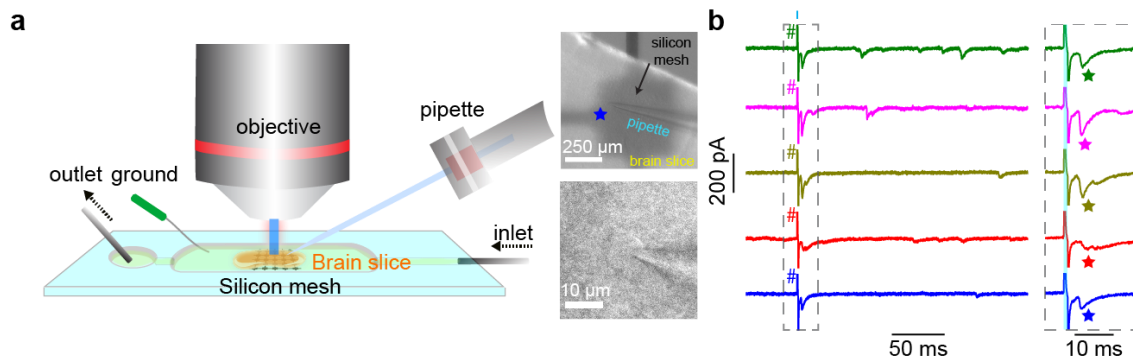 a
objective
pipette
outlet ground
inlet
Brain slice
Silicon mesh
silicon
mesh
pipette
250 μm
brain slice
10 μm
b
#
#
#
#
#
200 pA
50 ms
10 ms